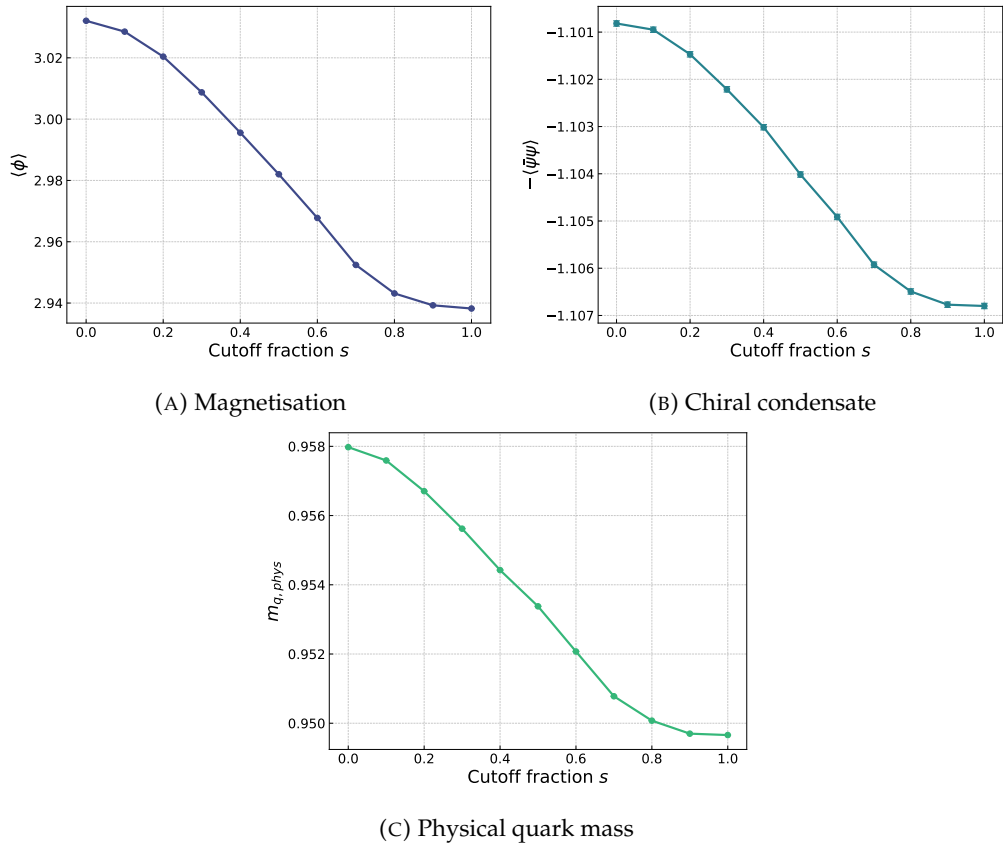 3.02
3.00
2.98
2.96
2.94
⟨ϕ⟩
0.0 0.2 0.4 0.6 0.8 1.0
Cutoff fraction s
(A) Magnetisation
−1.101
−1.102
−1.103
−1.104
−1.105
−1.106
−1.107
−⟨ψ̄ψ⟩
0.0 0.2 0.4 0.6 0.8 1.0
Cutoff fraction s
(B) Chiral condensate
0.958
0.956
0.954
0.952
0.950
m_{q,phys}
0.0 0.2 0.4 0.6 0.8 1.0
Cutoff fraction s
(C) Physical quark mass